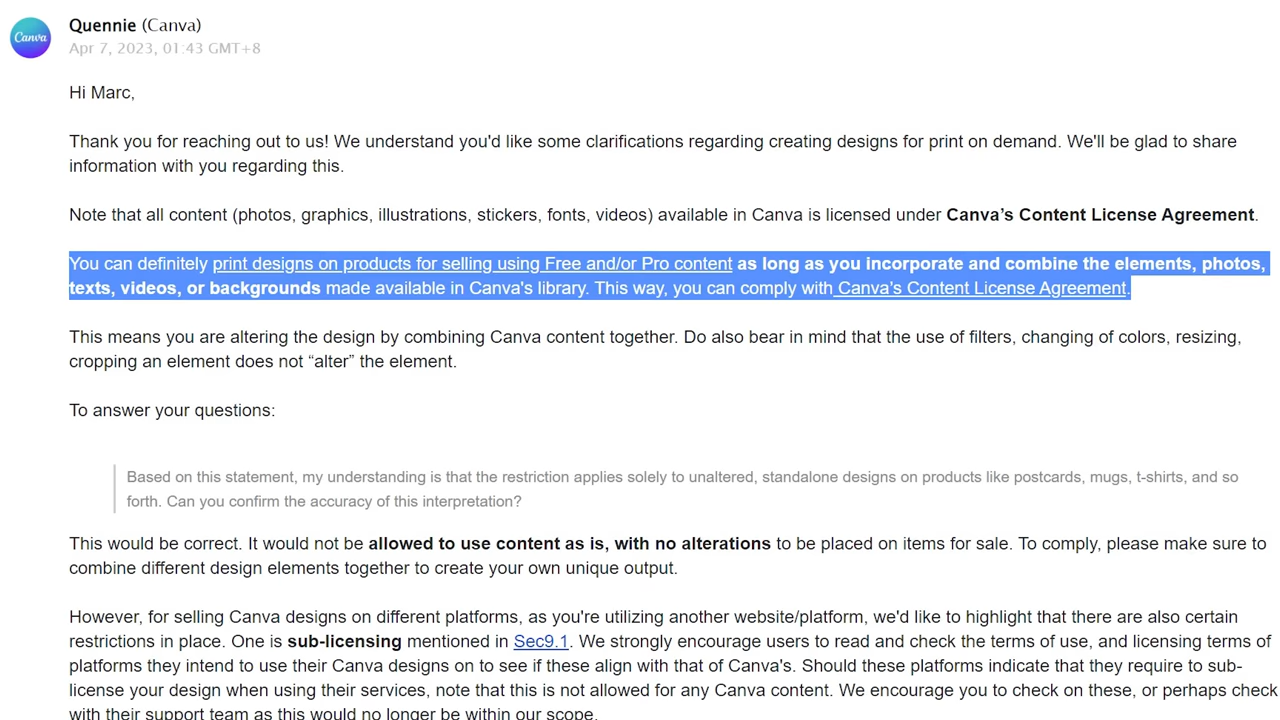 Canva
Quennie (Canva)
Apr 7, 2023, 01:43 GMT+8
Hi Marc,
Thank you for reaching out to us! We understand you'd like some clarifications regarding creating designs for print on demand. We'll be glad to share
information with you regarding this.
Note that all content (photos, graphics, illustrations, stickers, fonts, videos) available in Canva is licensed under Canva’s Content License Agreement.
You can definitely print designs on products for selling using Free and/or Pro content as long as you incorporate and combine the elements, photos,
texts, videos, or backgrounds made available in Canva's library. This way, you can comply with Canva’s Content License Agreement.
This means you are altering the design by combining Canva content together. Do also bear in mind that the use of filters, changing of colors, resizing,
cropping an element does not “alter” the element.
To answer your questions:
Based on this statement, my understanding is that the restriction applies solely to unaltered, standalone designs on products like postcards, mugs, t-shirts, and so
forth. Can you confirm the accuracy of this interpretation?
This would be correct. It would not be allowed to use content as is, with no alterations to be placed on items for sale. To comply, please make sure to
combine different design elements together to create your own unique output.
However, for selling Canva designs on different platforms, as you're utilizing another website/platform, we'd like to highlight that there are also certain
restrictions in place. One is sub-licensing mentioned in Sec9.1. We strongly encourage users to read and check the terms of use, and licensing terms of
platforms they intend to use their Canva designs on to see if these align with that of Canva's. Should these platforms indicate that they require to sub-
license your design when using their services, note that this is not allowed for any Canva content. We encourage you to check on these, or perhaps check
with their support team as this would no longer be within our scope.